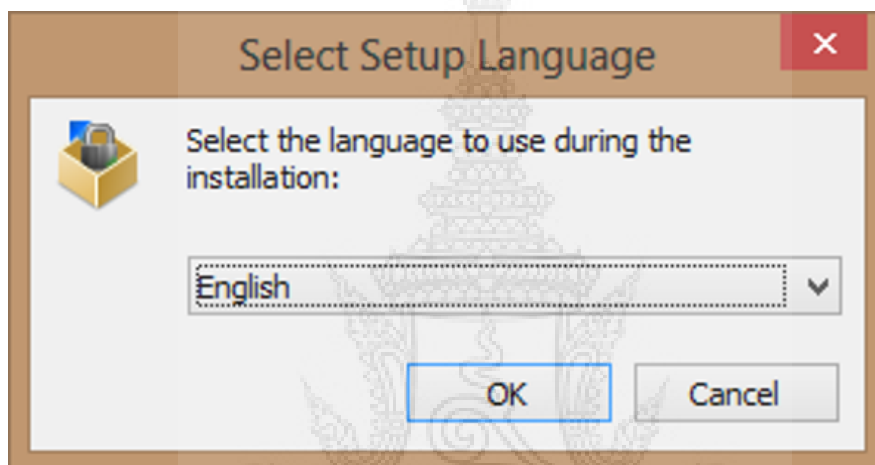 Select Setup Language
Select the language to use during the
installation:
English
OK
Cancel